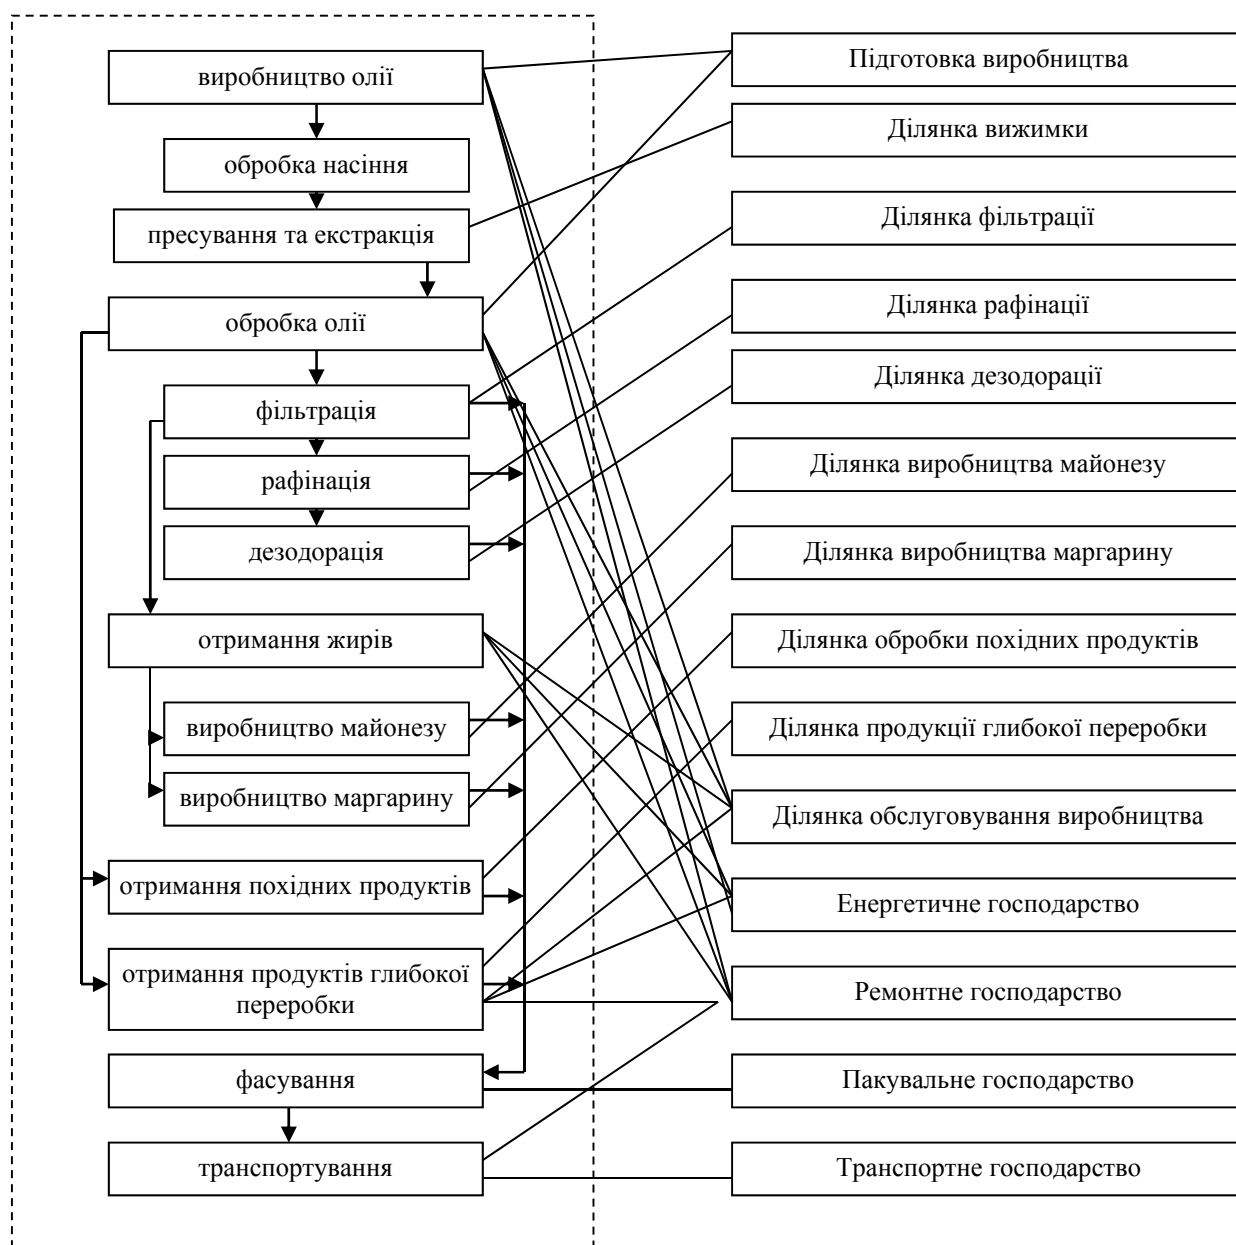 виробництво олії
обробка насіння
пресування та екстракція
обробка олії
фільтрація
рафінація
дезодорація
отримання жирів
виробництво майонезу
виробництво маргарину
отримання похідних продуктів
отримання продуктів глибокої
переробки
фасування
транспортування
Підготовка виробництва
Ділянка вижимки
Ділянка фільтрації
Ділянка рафінації
Ділянка дезодорації
Ділянка виробництва майонезу
Ділянка виробництва маргарину
Ділянка обробки похідних продуктів
Ділянка продукції глибокої переробки
Ділянка обслуговування виробництва
Енергетичне господарство
Ремонтне господарство
Пакувальне господарство
Транспортне господарство